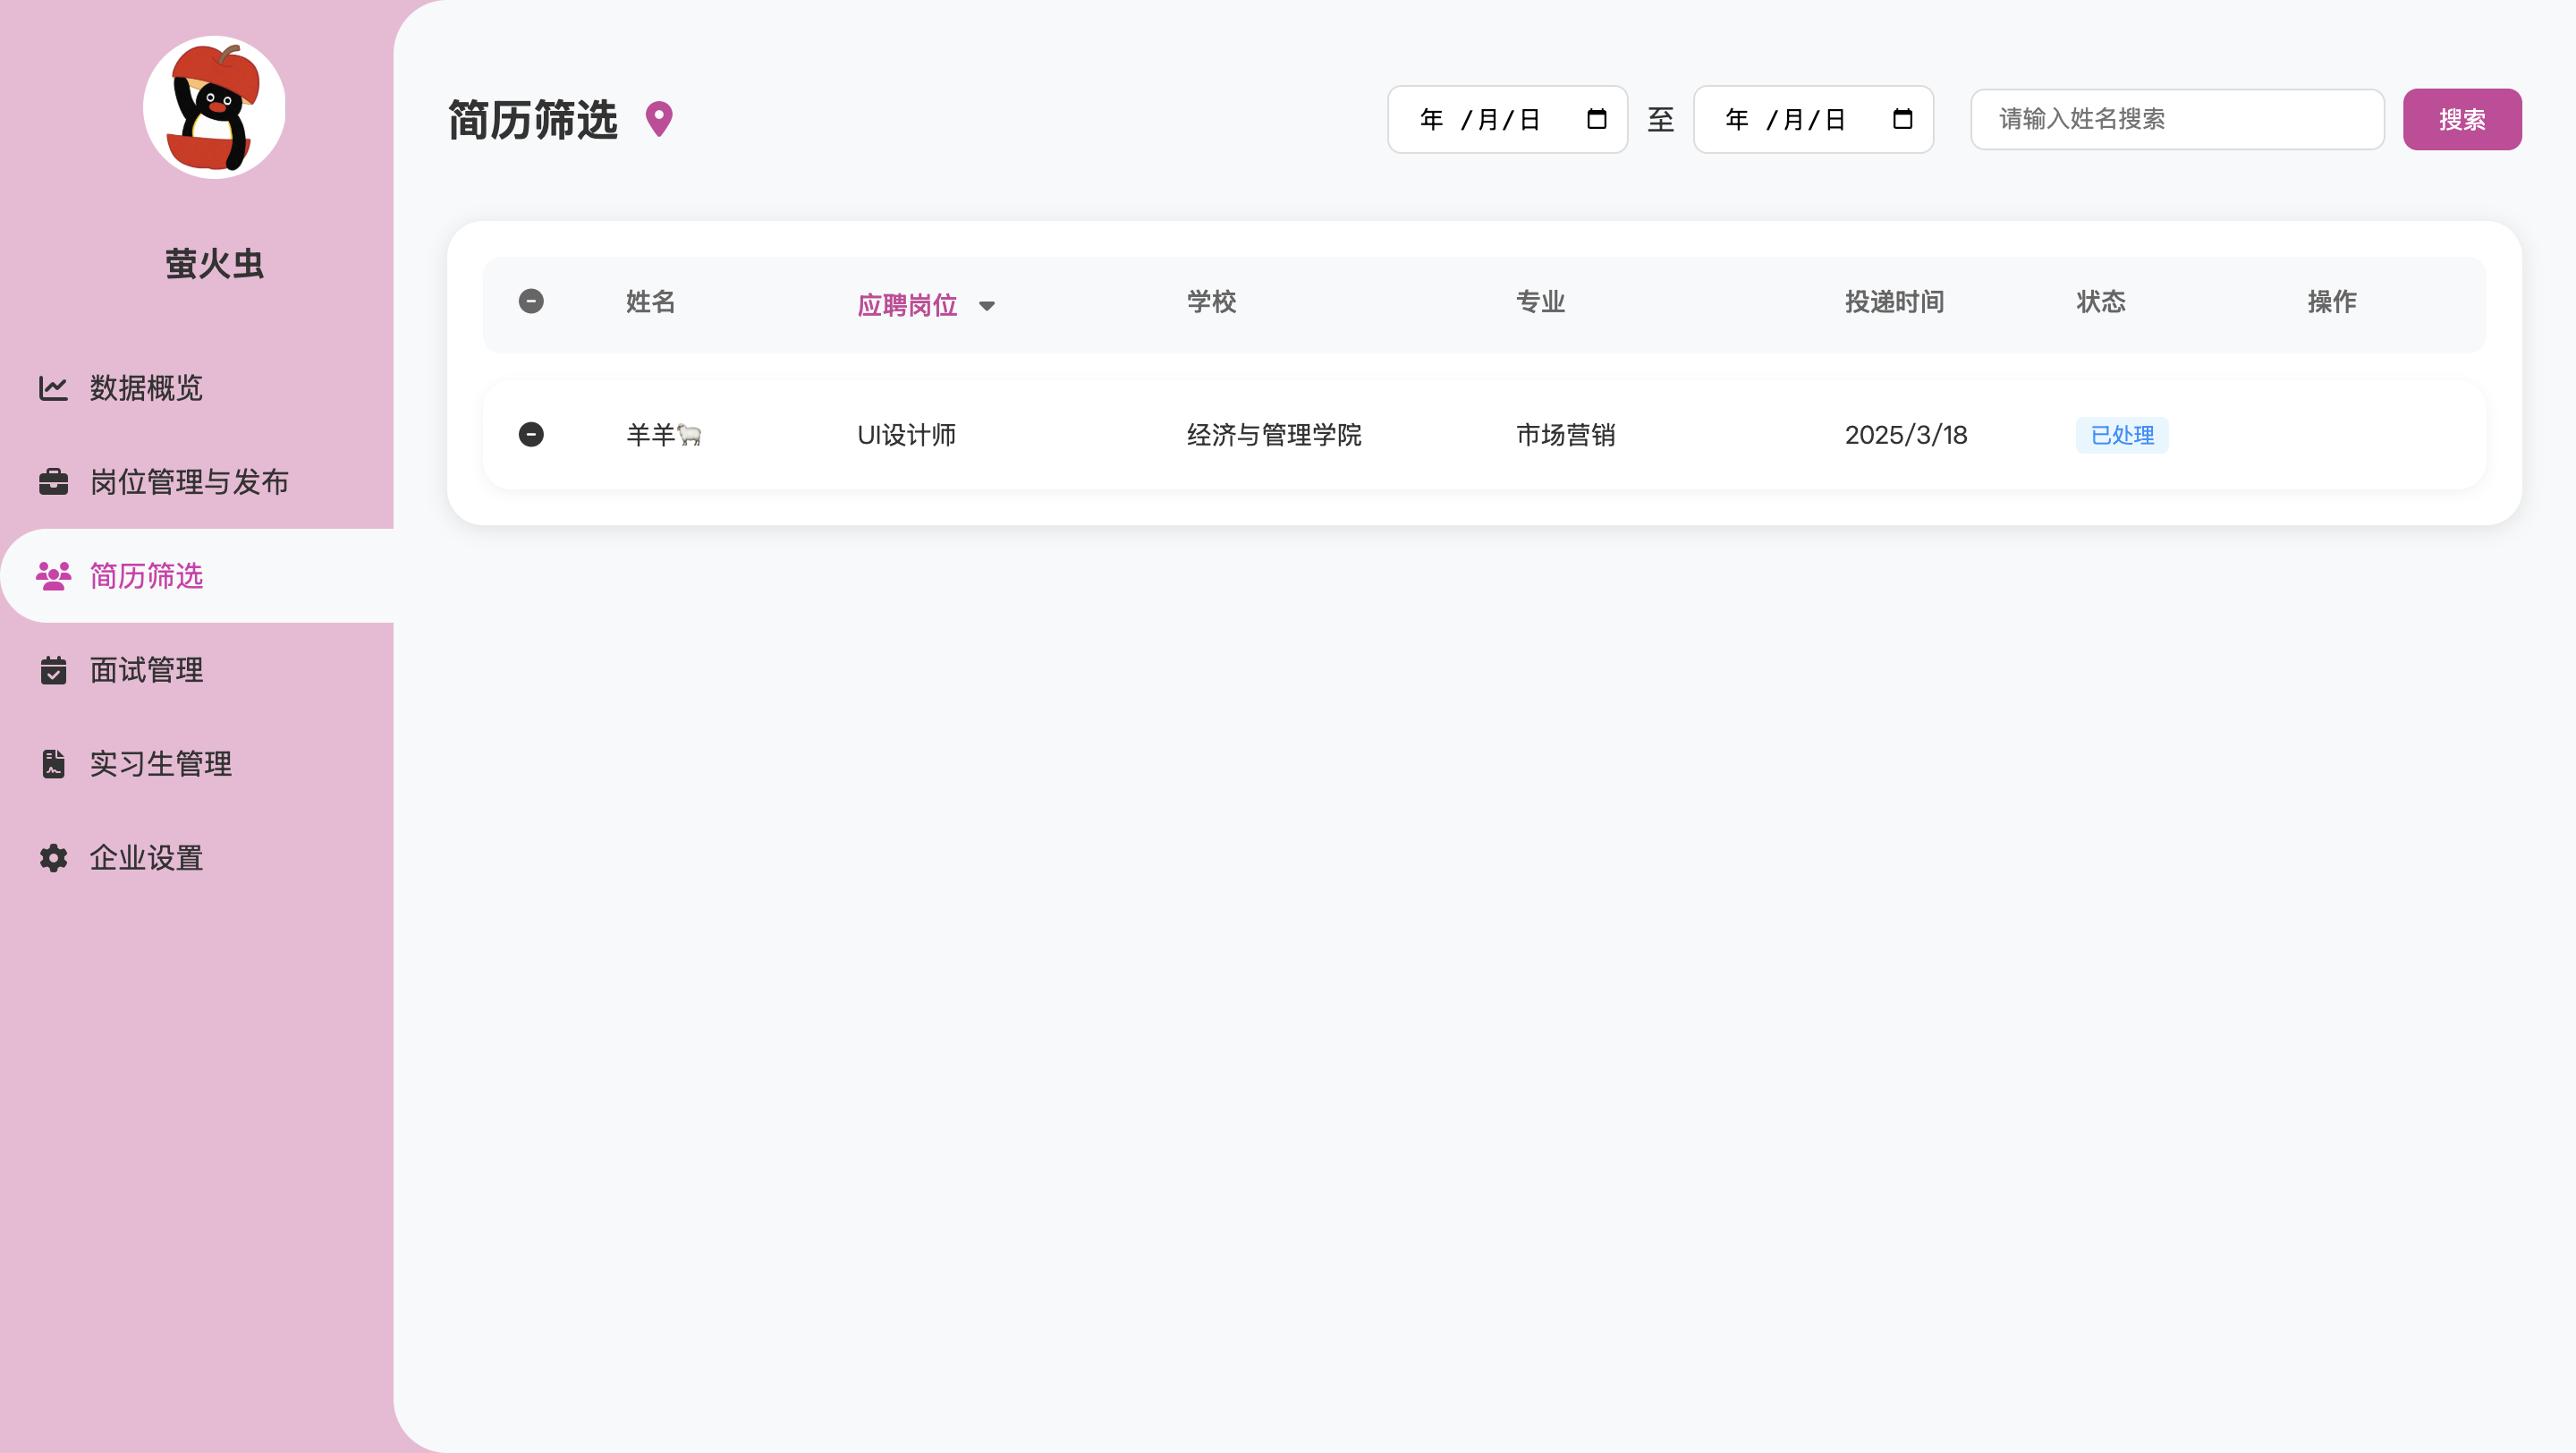 萤火虫
数据概览
岗位管理与发布
简历筛选
面试管理
实习生管理
企业设置
简历筛选
年 /月/日 至 年 /月/日 请输入姓名搜索 搜索
姓名 应聘岗位 学校 专业 投递时间 状态 操作
羊羊🐑 UI设计师 经济与管理学院 市场营销 2025/3/18 已处理